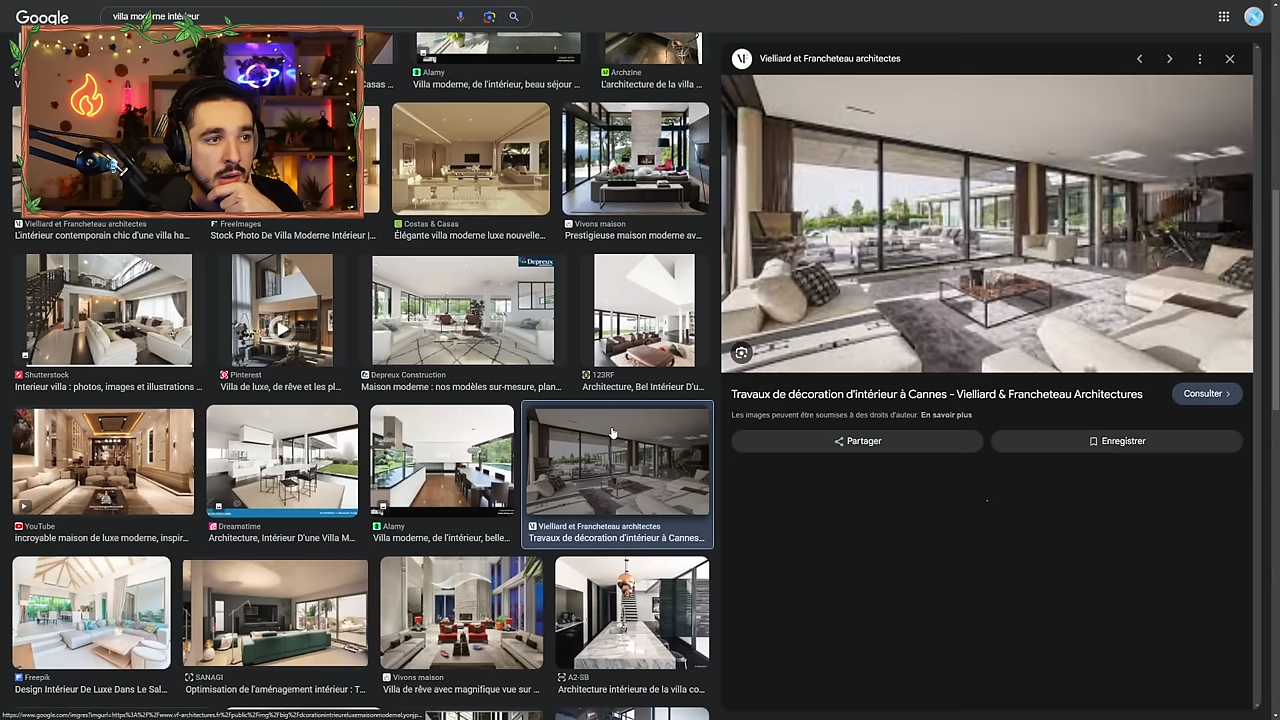 Google
villa moderne intérieur
Alamy
Villa moderne, de l'intérieur, beau séjour ...
Archzine
L'architecture de la villa ...
Casas ...
Vielliard et Francheteau architectes
L'intérieur contemporain chic d'une villa ha...
FreeImages
Stock Photo De Villa Moderne Intérieur |...
Costas & Casas
Élégante villa moderne luxe nouvelle...
Vivons maison
Prestigieuse maison moderne av...
Depreux
Shutterstock
Interieur villa : photos, images et illustrations ...
Pinterest
Villa de luxe, de rêve et les pl...
Depreux Construction
Maison moderne : nos modèles sur-mesure, plan...
123RF
Architecture, Bel Intérieur D'u...
YouTube
incroyable maison de luxe moderne, inspir...
Dreamstime
Architecture, Intérieur D'une Villa M...
Alamy
Villa moderne, de l'intérieur, belle...
Vielliard et Francheteau architectes
Travaux de décoration d'intérieur à Cannes...
Freepik
Design Intérieur De Luxe Dans Le Sal...
SANAGI
Optimisation de l'aménagement intérieur : T...
Vivons maison
Villa de rêve avec magnifique vue sur ...
A2-SB
Architecture intérieure de la villa co...
Vielliard et Francheteau architectes
Travaux de décoration d'intérieur à Cannes - Vielliard & Francheteau Architectures
Consulter
Les images peuvent être soumises à des droits d'auteur. En savoir plus
Partager
Enregistrer